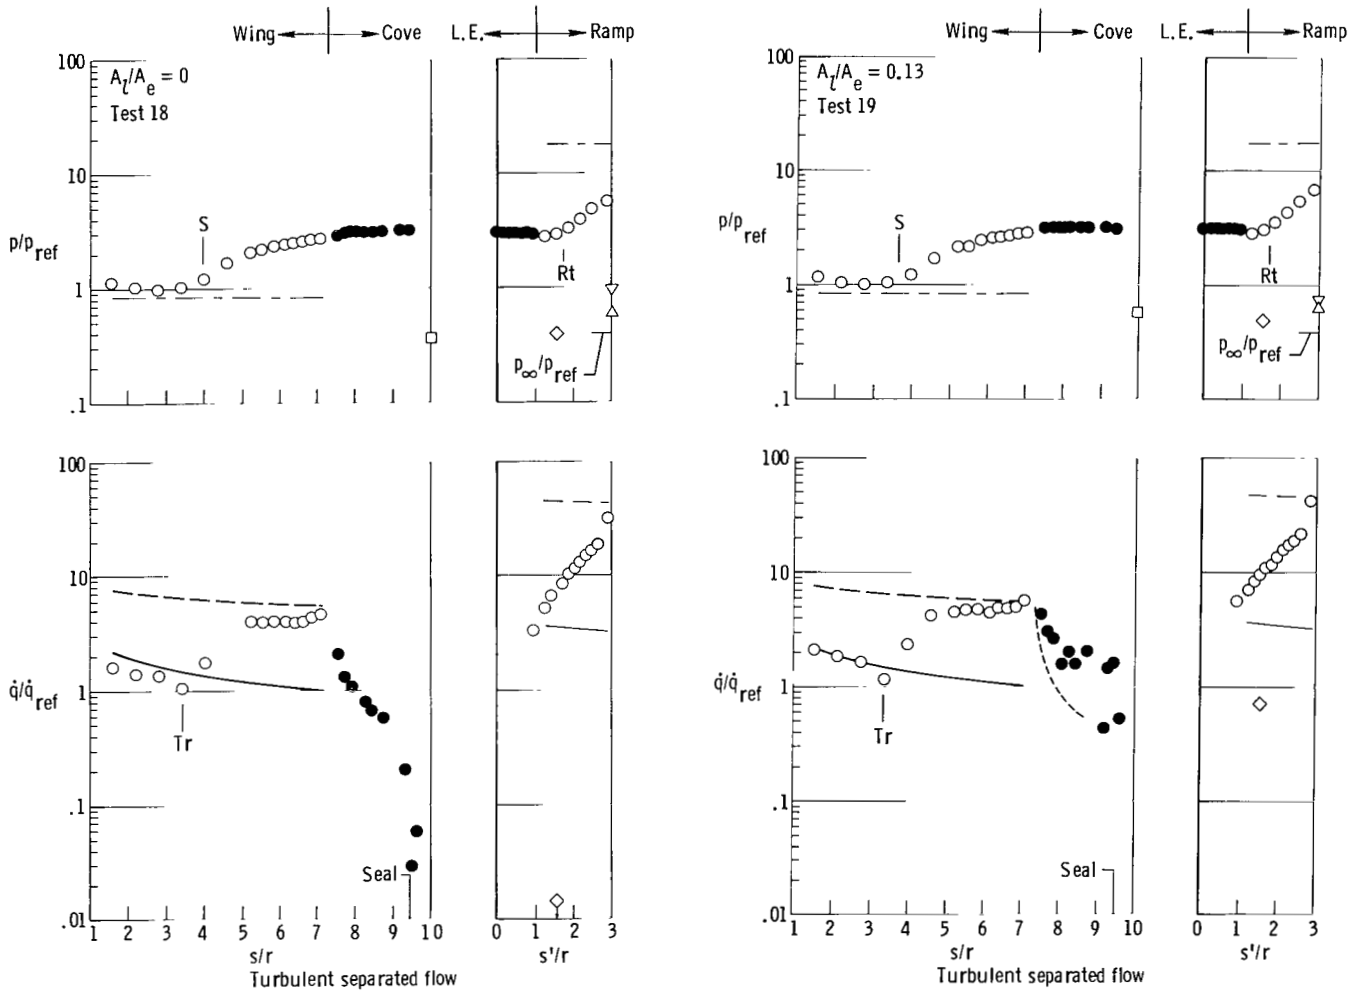 Wing Cove L.E. Ramp
A_l/A_e = 0
Test 18
100
10
1
.1
p/p_ref
S
Rt
p_∞/p_ref
100
10
1
.1
.01
q̇/q̇_ref
Tr
Seal
1 2 3 4 5 6 7 8 9 10
s/r
0 1 2 3
s'/r
Turbulent separated flow
Wing Cove L.E. Ramp
A_l/A_e = 0.13
Test 19
100
10
1
.1
p/p_ref
S
Rt
p_∞/p_ref
100
10
1
.1
.01
q̇/q̇_ref
Tr
Seal
1 2 3 4 5 6 7 8 9 10
s/r
0 1 2 3
s'/r
Turbulent separated flow